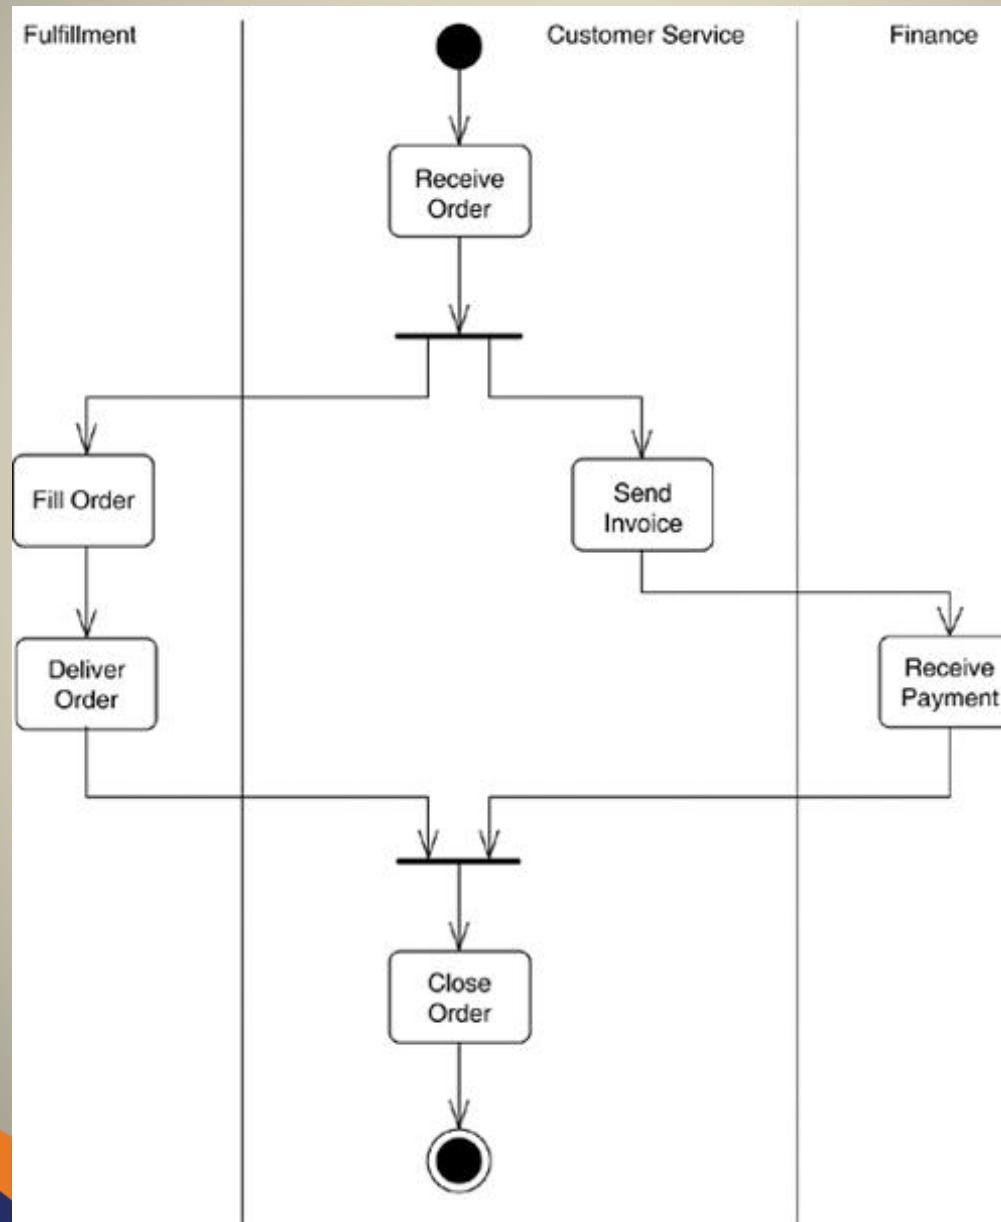 Fulfillment
Customer Service
Finance
Receive
Order
Fill Order
Send
Invoice
Deliver
Order
Receive
Payment
Close
Order